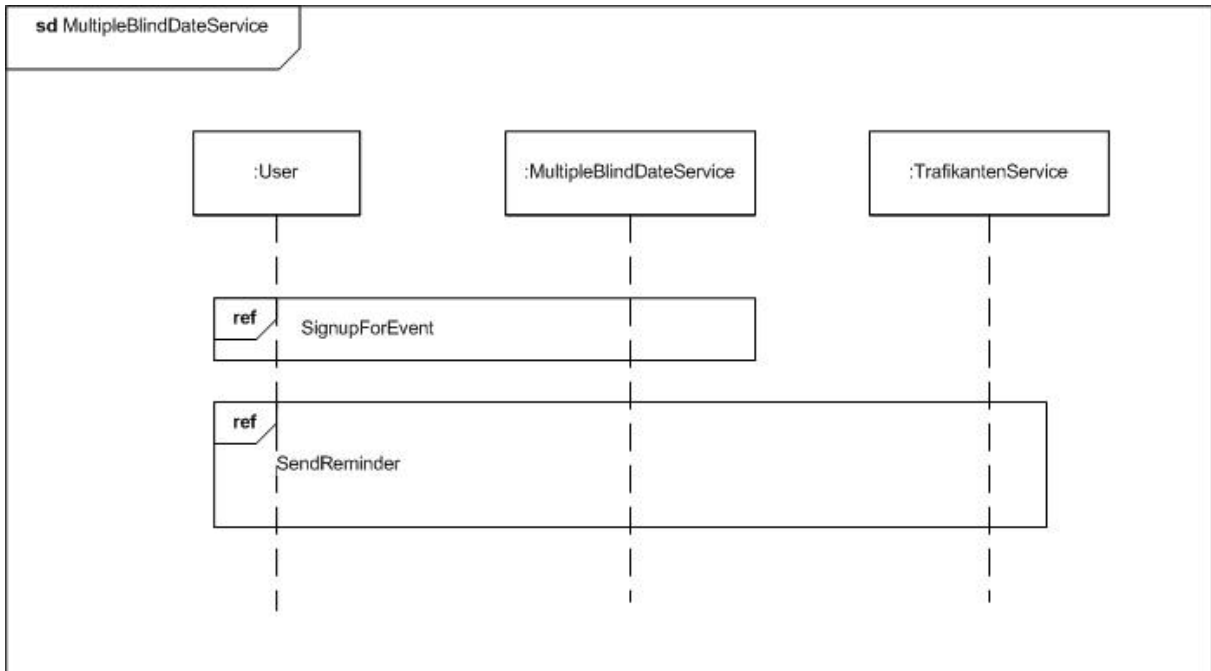 sd MultipleBlindDateService
:User
:MultipleBlindDateService
:TrafikantenService
ref
SignupForEvent
ref
SendReminder